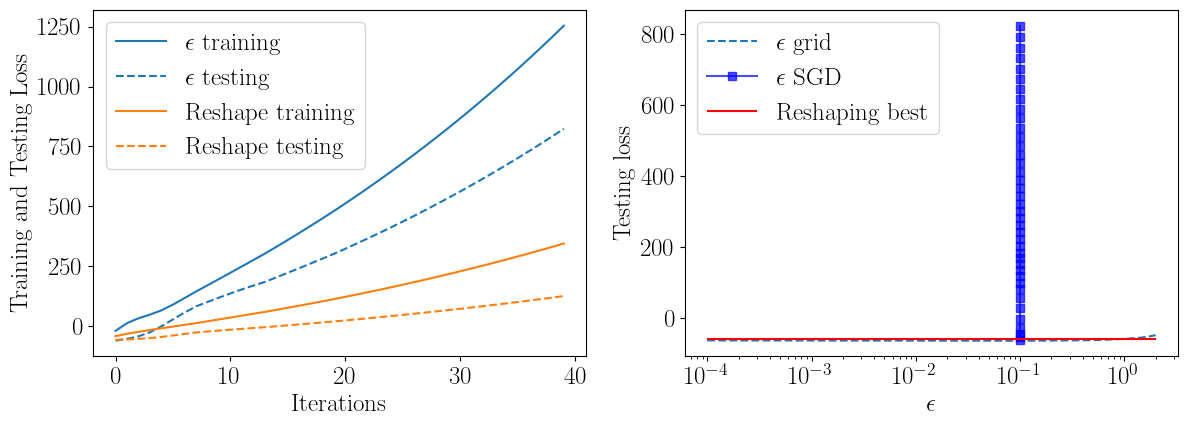 Training and Testing Loss
1250
1000
750
500
250
0
ϵ training
ϵ testing
Reshape training
Reshape testing
0 10 20 30 40
Iterations
Testing loss
800
600
400
200
0
ϵ grid
ϵ SGD
Reshaping best
10⁻⁴ 10⁻³ 10⁻² 10⁻¹ 10⁰
ϵ